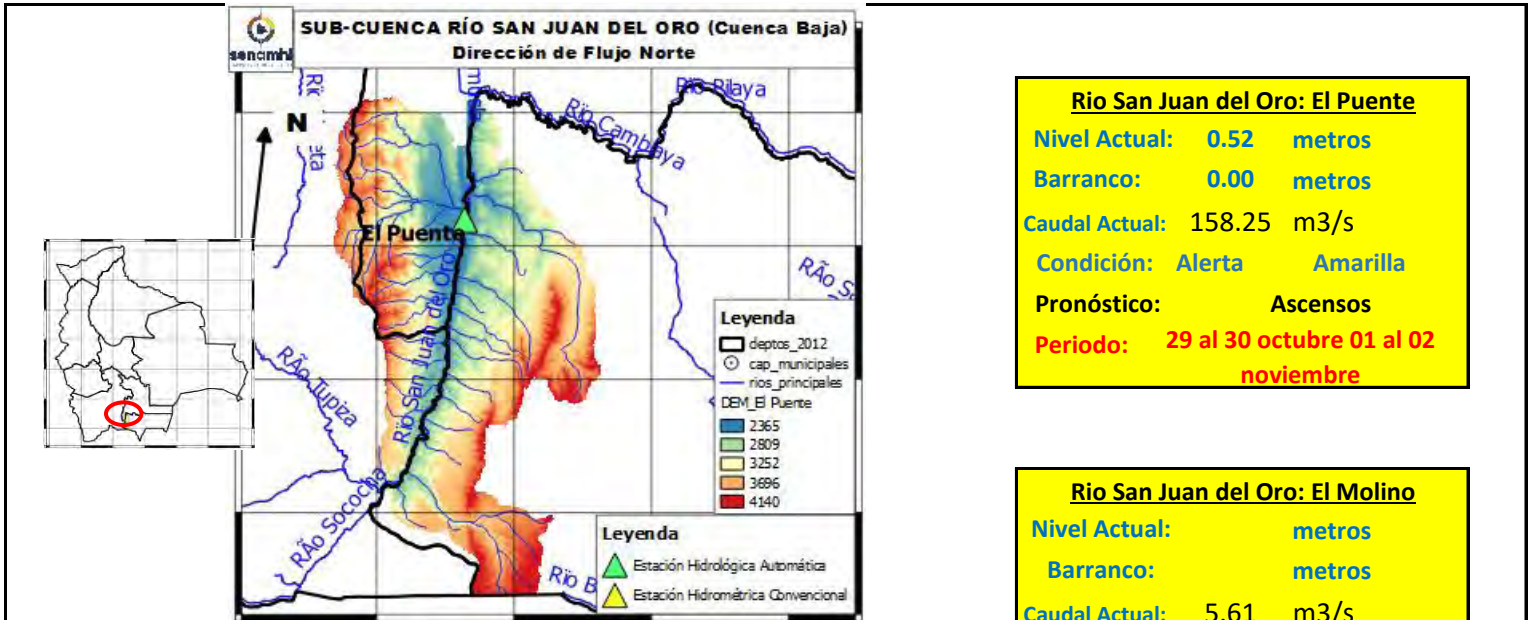 senamhi
SUB-CUENCA RÍO SAN JUAN DEL ORO (Cuenca Baja)
Dirección de Flujo Norte
N
Río Pilaya
Río Camblaya
El Puente
Río San Juan del Oro
RÃo Tupiza
RÃo Sococha
RÃo S
Río B
Leyenda
deptos_2012
cap_municipales
rios_principales
DEM_El Puente
2365
2809
3252
3696
4140
Leyenda
Estación Hidrológica Automática
Estación Hidrométrica Convencional
Rio San Juan del Oro: El Puente
Nivel Actual: 0.52 metros
Barranco: 0.00 metros
Caudal Actual: 158.25 m3/s
Condición: Alerta Amarilla
Pronóstico: Ascensos
Periodo: 29 al 30 octubre 01 al 02
noviembre
Rio San Juan del Oro: El Molino
Nivel Actual: metros
Barranco: metros
Caudal Actual: 5.61 m3/s